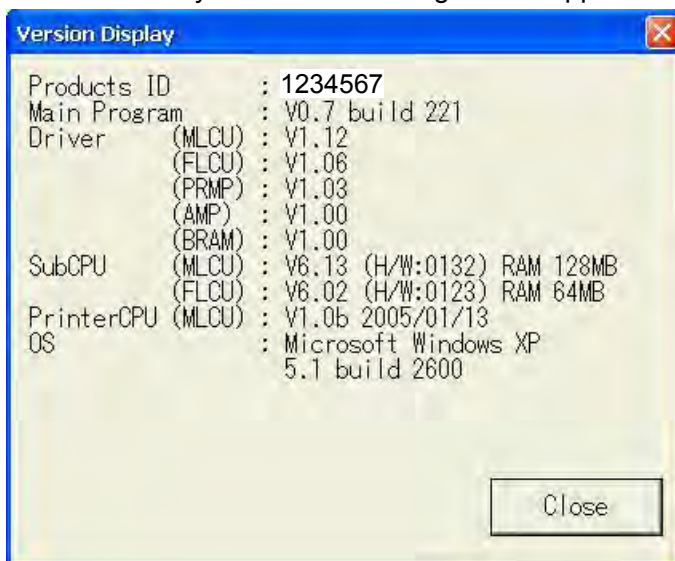 Version Display
Products ID : 1234567
Main Program : V0.7 build 221
Driver (MLCU) : V1.12
(FLCU) : V1.06
(PRMP) : V1.03
(AMP) : V1.00
(BRAM) : V1.00
SubCPU (MLCU) : V6.13 (H/W:0132) RAM 128MB
(FLCU) : V6.02 (H/W:0123) RAM 64MB
PrinterCPU (MLCU) : V1.0b 2005/01/13
OS : Microsoft Windows XP
5.1 build 2600
Close